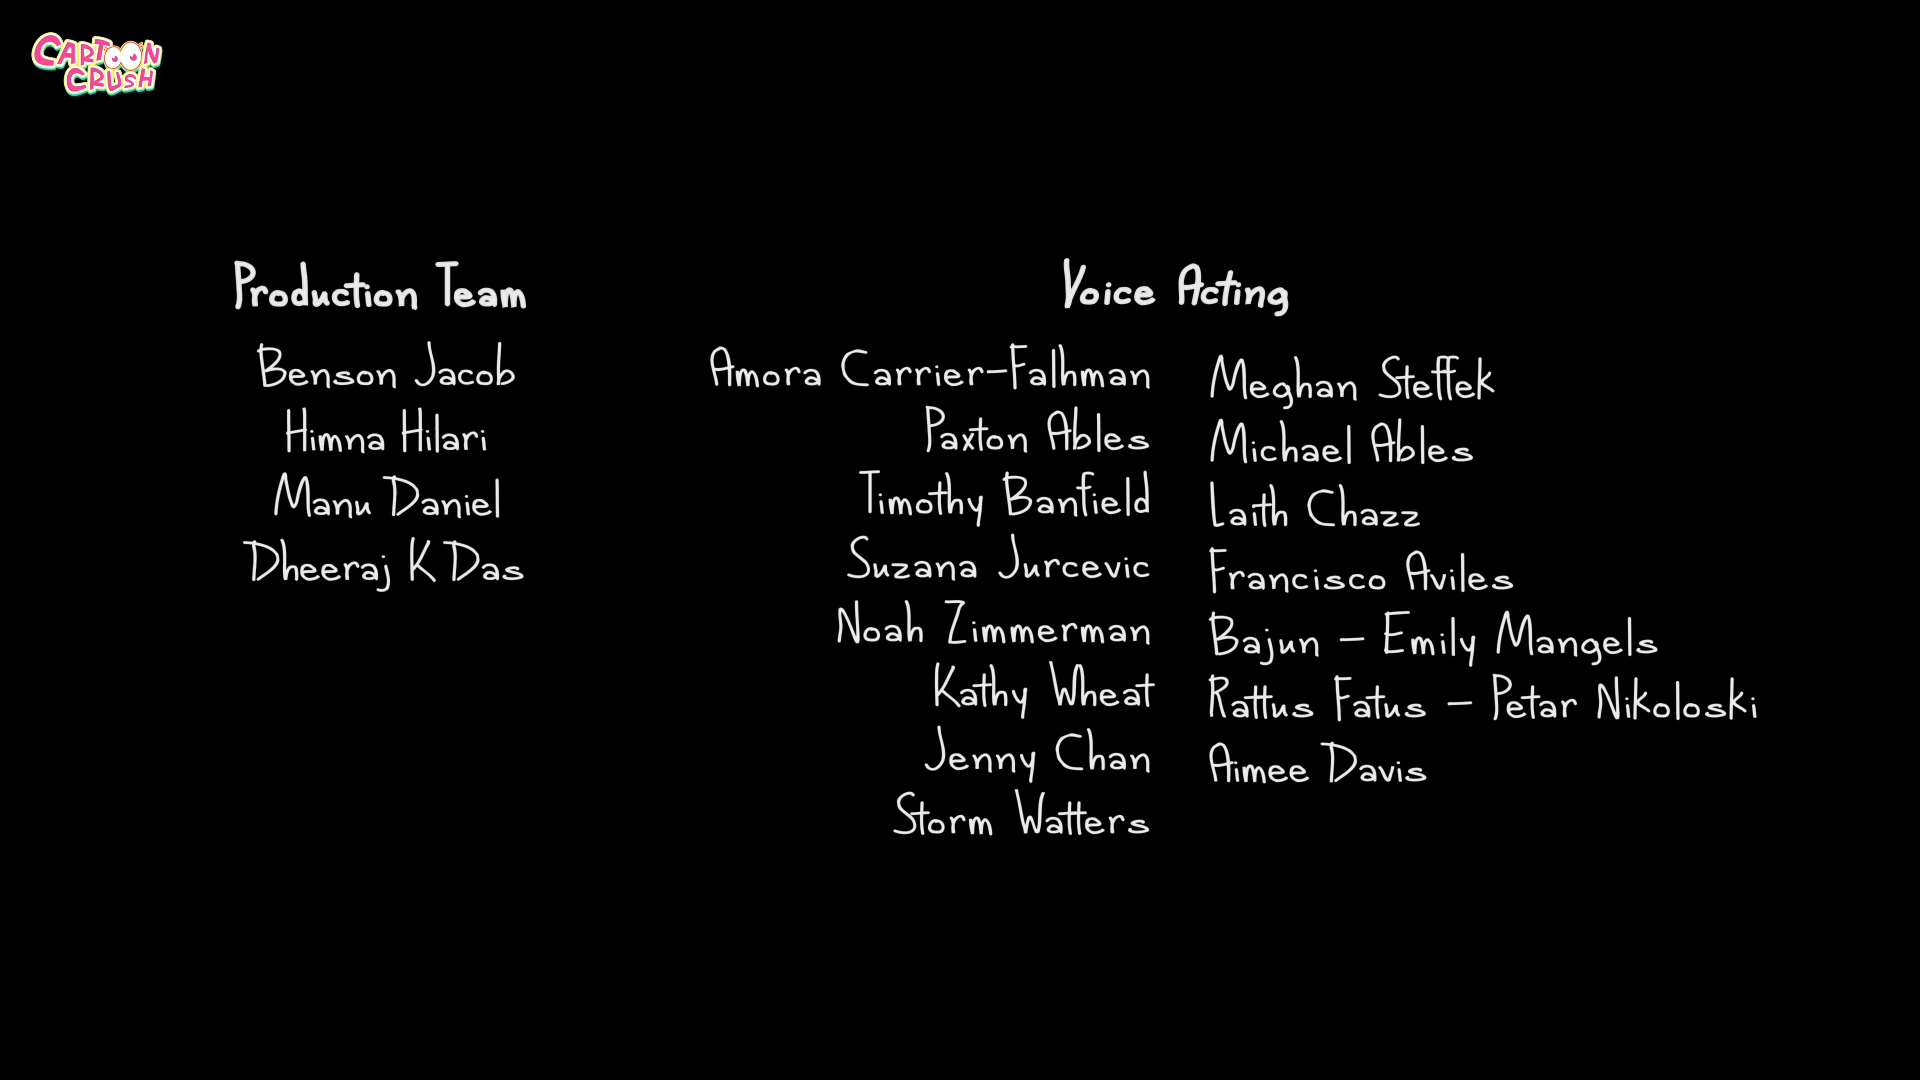 CARTOON
CRUSH
Production Team
Benson Jacob
Himna Hilari
Manu Daniel
Dheeraj K Das
Voice Acting
Amora Carrier-Falhman
Paxton Ables
Timothy Banfield
Suzana Jurcevic
Noah Zimmerman
Kathy Wheat
Jenny Chan
Storm Watters
Meghan Steffek
Michael Ables
Laith Chazz
Francisco Aviles
Bajun - Emily Mangels
Rattus Fatus - Petar Nikoloski
Aimee Davis